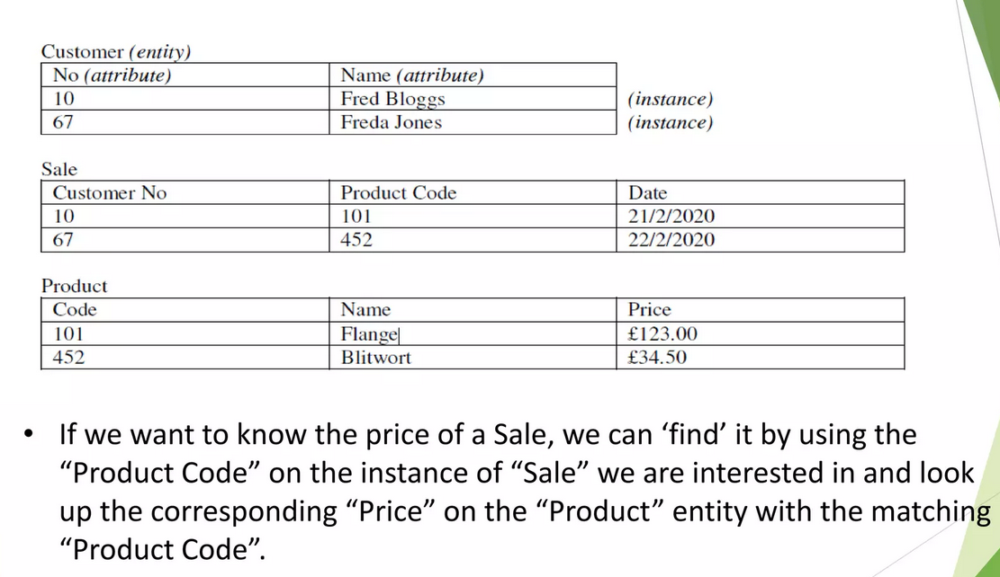 Customer (entity)
No (attribute) Name (attribute)
10 Fred Bloggs (instance)
67 Freda Jones (instance)
Sale
Customer No Product Code Date
10 101 21/2/2020
67 452 22/2/2020
Product
Code Name Price
101 Flange £123.00
452 Blitwort £34.50
• If we want to know the price of a Sale, we can ‘find’ it by using the
“Product Code” on the instance of “Sale” we are interested in and look
up the corresponding “Price” on the “Product” entity with the matching
“Product Code”.